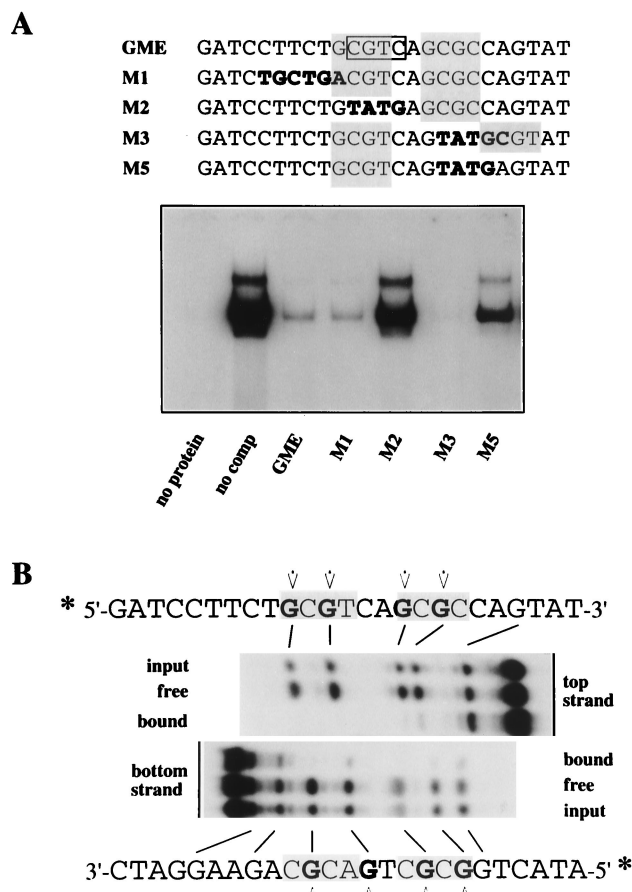 A
GME GATCCTTCTGCGTCAGCGCCAGTAT
M1 GATCTGCTGACGTCAGCGCCAGTAT
M2 GATCCTTCTGTATGAGCGCCAGTAT
M3 GATCCTTCTGCGTCAGTATGCGTAT
M5 GATCCTTCTGCGTCAGTATGAGTAT
no protein
no comp
GME
M1
M2
M3
M5
B
* 5'-GATCCTTCTGCGTCAGCGCCAGTAT-3'
input
free
bound
top
strand
bottom
strand
bound
free
input
3'-CTAGGAAGACGCAGTCGCGGTCATA-5' *